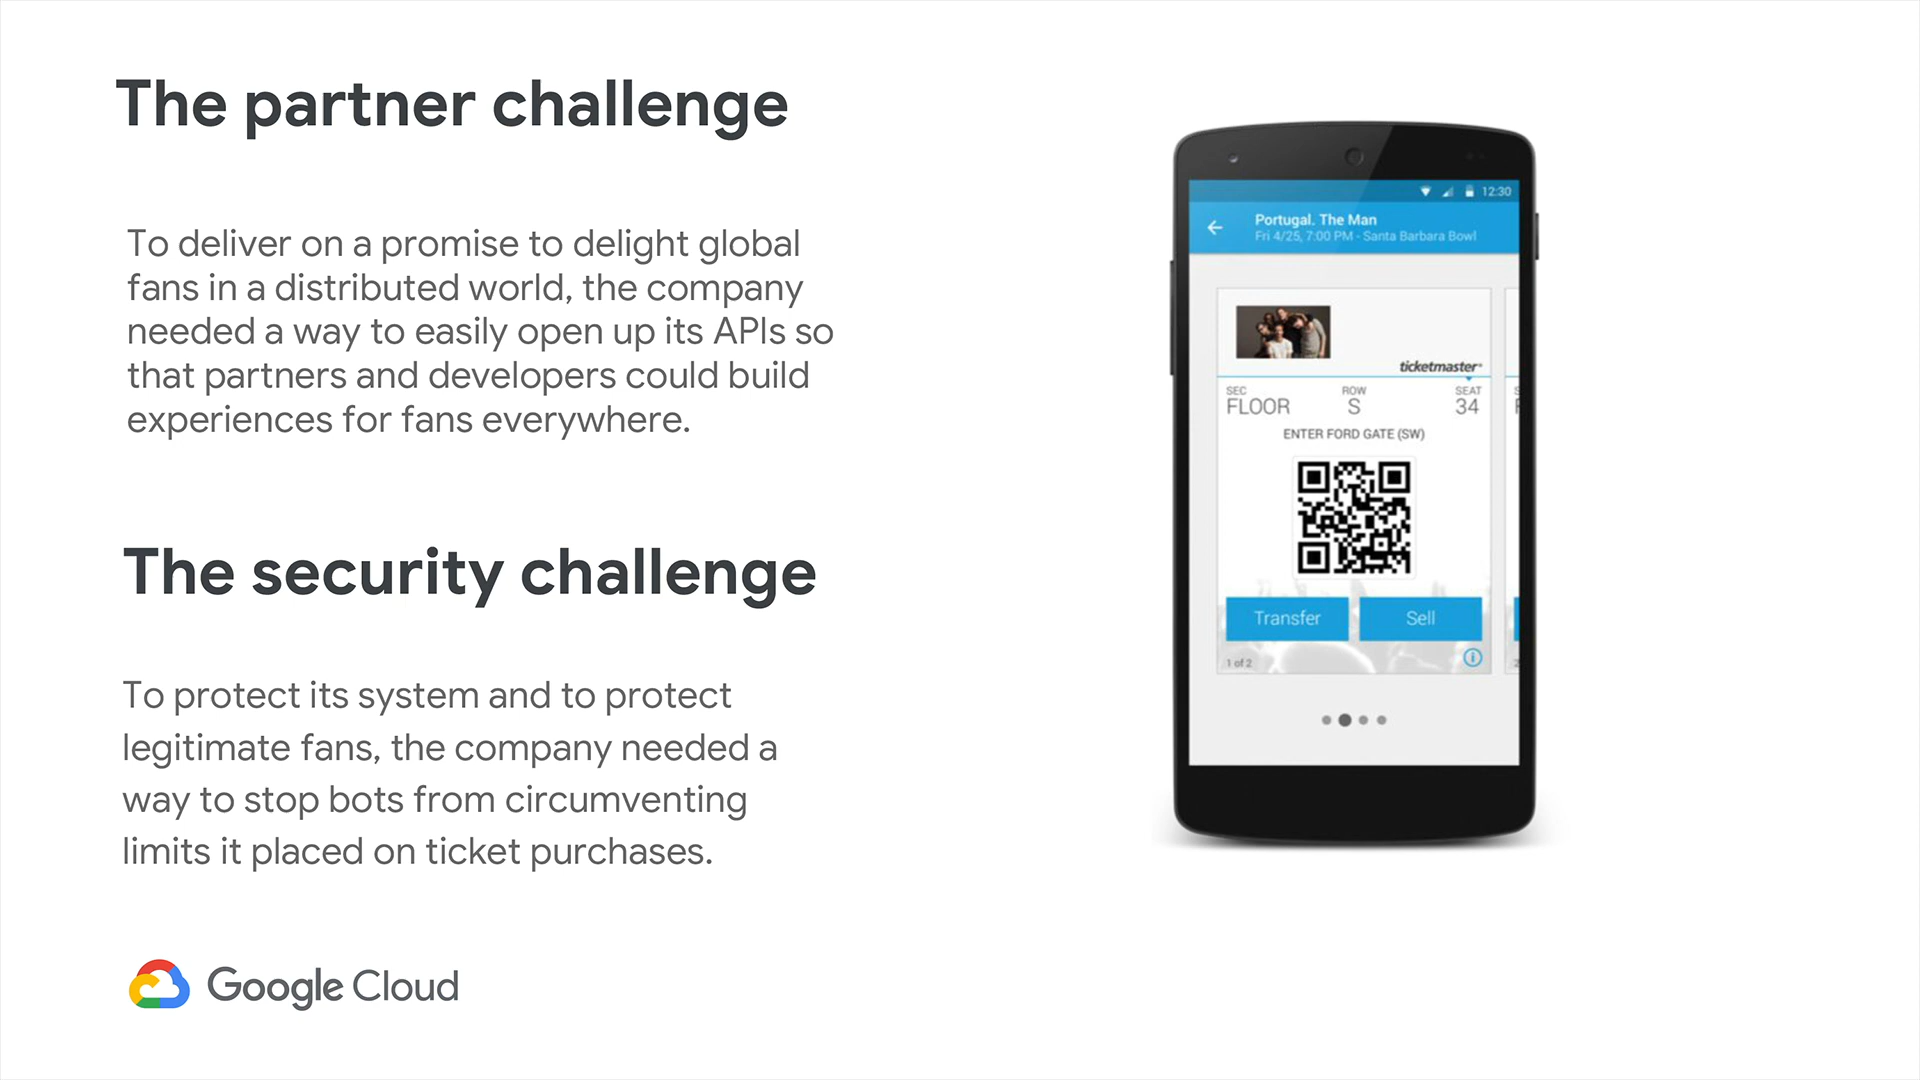 The partner challenge
To deliver on a promise to delight global
fans in a distributed world, the company
needed a way to easily open up its APIs so
that partners and developers could build
experiences for fans everywhere.
The security challenge
To protect its system and to protect
legitimate fans, the company needed a
way to stop bots from circumventing
limits it placed on ticket purchases.
Google Cloud
12:30
Portugal. The Man
Fri 4/25, 7:00 PM - Santa Barbara Bowl
ticketmaster
SEC ROW SEAT
FLOOR S 34
ENTER FORD GATE (SW)
Transfer Sell
1 of 2